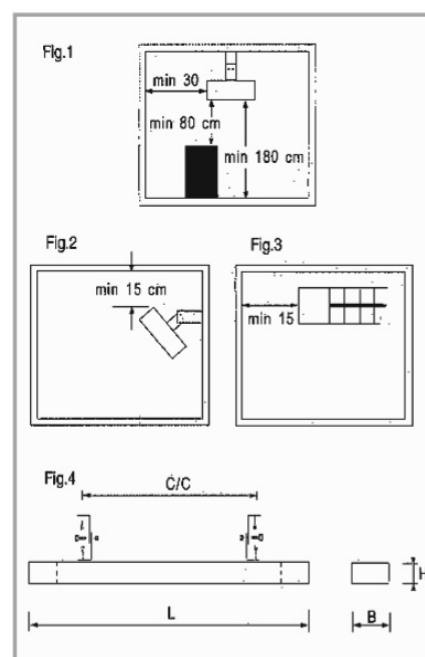 Fig.1
min 30
min 80 cm
min 180 cm
Fig.2
Fig.3
min 15 cm
min 15
Fig.4
C/C
H
L
B